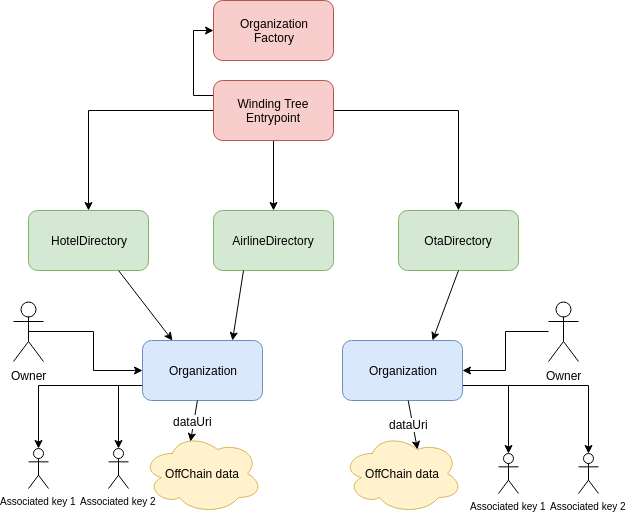 Organization
Factory
Winding Tree
Entrypoint
HotelDirectory
AirlineDirectory
OtaDirectory
Owner
Organization
Organization
Owner
dataUri
dataUri
OffChain data
OffChain data
Associated key 1
Associated key 2
Associated key 1
Associated key 2